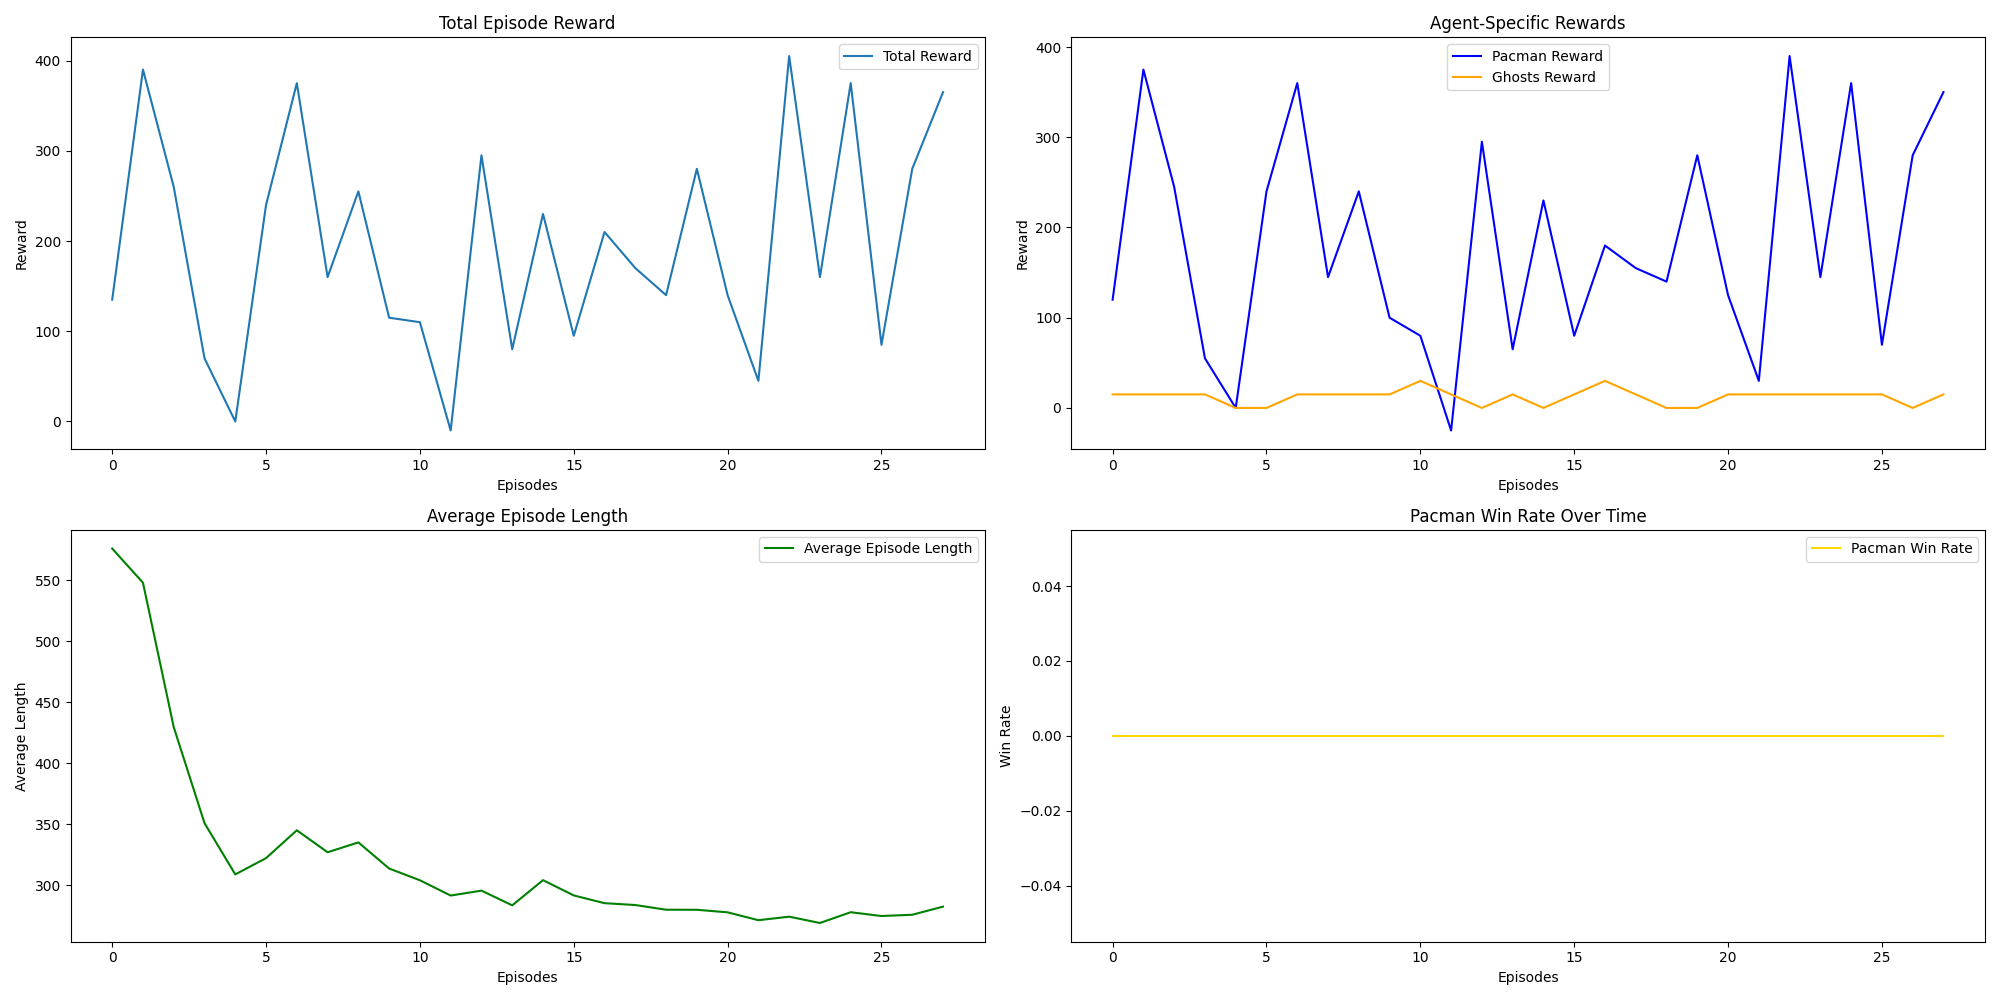 Total Episode Reward
Total Reward
400
300
200
100
0
Reward
0 5 10 15 20 25
Episodes
Agent-Specific Rewards
Pacman Reward
Ghosts Reward
400
300
200
100
0
Reward
0 5 10 15 20 25
Episodes
Average Episode Length
Average Episode Length
550
500
450
400
350
300
Average Length
0 5 10 15 20 25
Episodes
Pacman Win Rate Over Time
Pacman Win Rate
0.04
0.02
0.00
−0.02
−0.04
Win Rate
0 5 10 15 20 25
Episodes